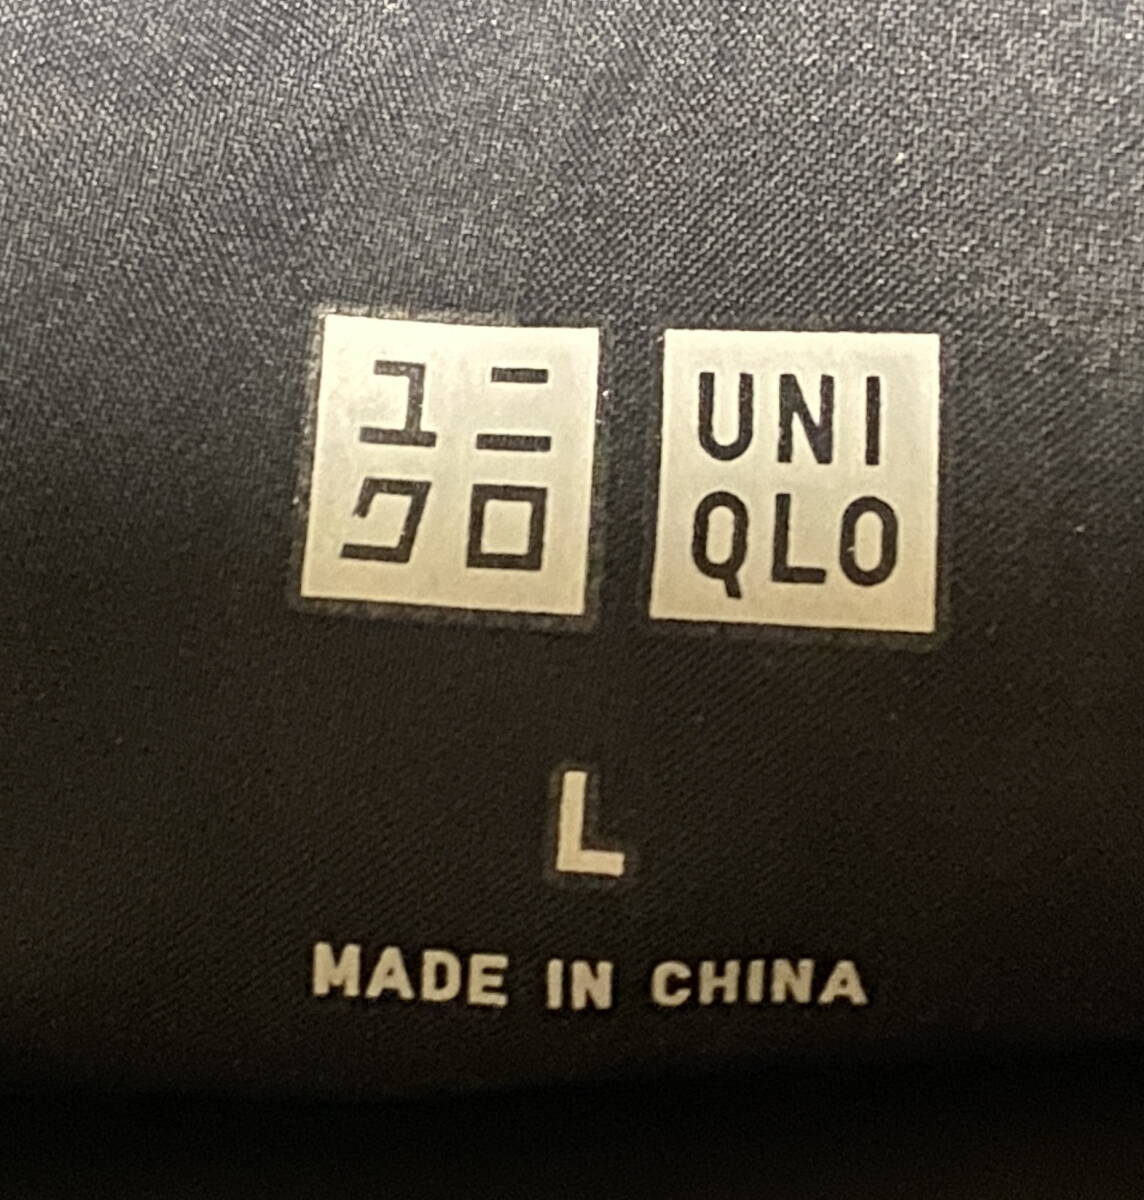 ユニ
クロ
UNI
QLO
L
MADE IN CHINA